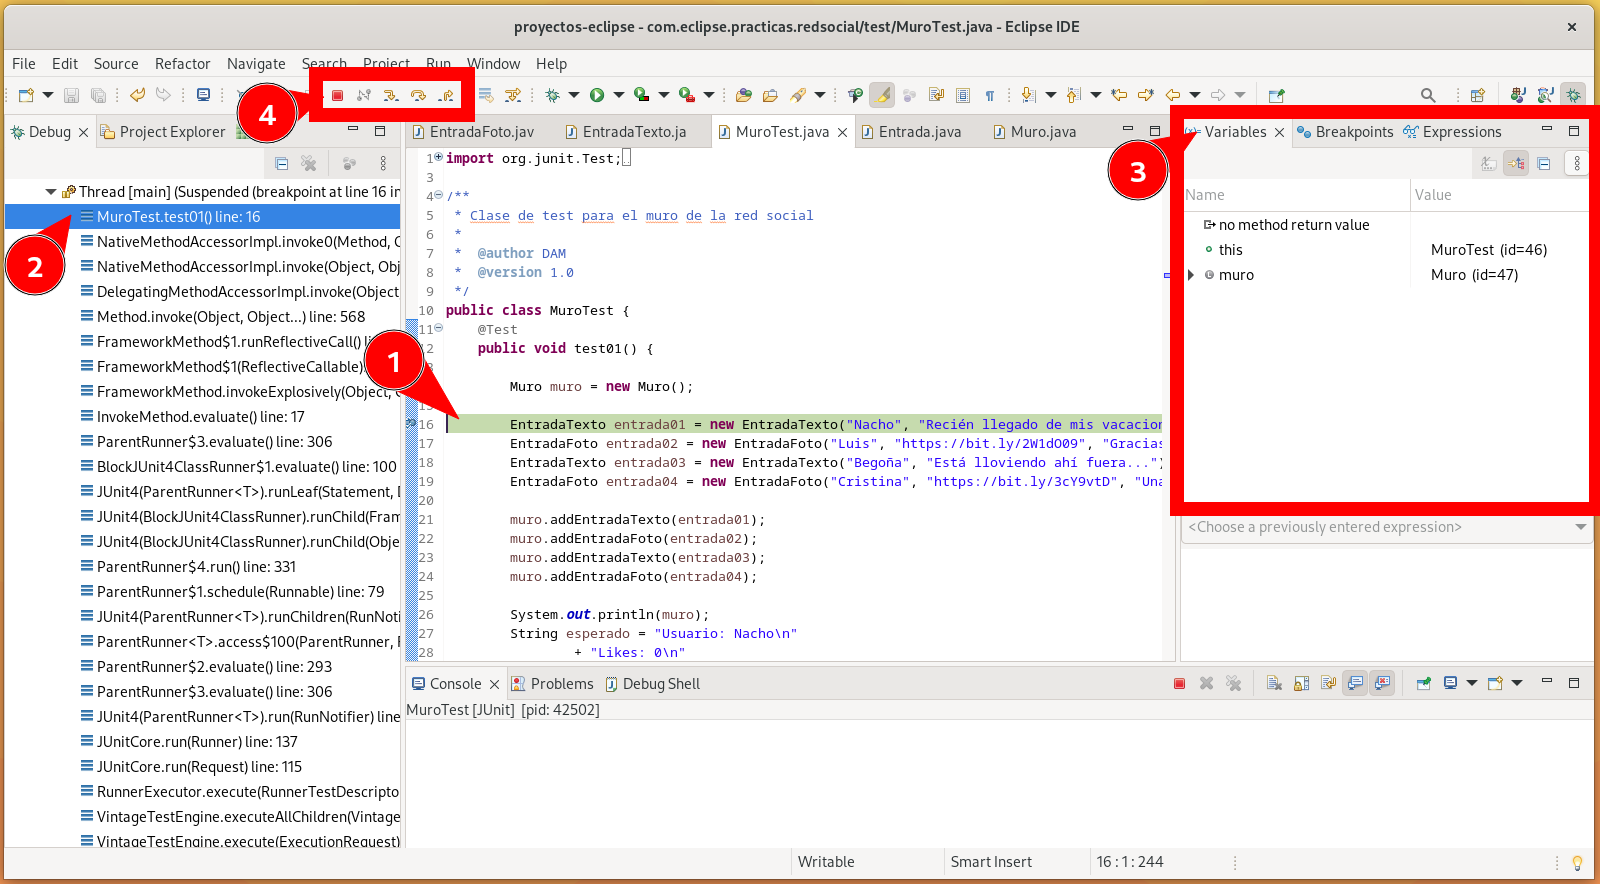 proyectos-eclipse - com.eclipse.practicas.redsocial/test/MuroTest.java - Eclipse IDE
File Edit Source Refactor Navigate Search Project Run Window Help
4
Debug
Project Explorer
Thread [main] (Suspended (breakpoint at line 16 in
MuroTest.test01() line: 16
2
NativeMethodAccessorImpl.invoke0(Method, O
NativeMethodAccessorImpl.invoke(Object, Obj
DelegatingMethodAccessorImpl.invoke(Object
Method.invoke(Object, Object...) line: 568
FrameworkMethod$1.runReflectiveCall() li
FrameworkMethod$1(ReflectiveCallable)
FrameworkMethod.invokeExplosively(Object,
InvokeMethod.evaluate() line: 17
ParentRunner$3.evaluate() line: 306
BlockJUnit4ClassRunner$1.evaluate() line: 100
JUnit4(ParentRunner<T>).runLeaf(Statement, D
JUnit4(BlockJUnit4ClassRunner).runChild(Fram
JUnit4(BlockJUnit4ClassRunner).runChild(Obje
ParentRunner$4.run() line: 331
ParentRunner$1.schedule(Runnable) line: 79
JUnit4(ParentRunner<T>).runChildren(RunNoti
ParentRunner<T>.access$100(ParentRunner,
ParentRunner$2.evaluate() line: 293
ParentRunner$3.evaluate() line: 306
JUnit4(ParentRunner<T>).run(RunNotifier) line
JUnitCore.run(Runner) line: 137
JUnitCore.run(Request) line: 115
RunnerExecutor.execute(RunnerTestDescripto
VintageTestEngine.executeAllChildren(Vintage
VintageTestEngine.execute(ExecutionRequest)
EntradaFoto.jav
EntradaTexto.ja
MuroTest.java
Entrada.java
Muro.java
1 import org.junit.Test;
3
4 /**
5 * Clase de test para el muro de la red social
6 *
7 * @author DAM
8 * @version 1.0
9 */
10 public class MuroTest {
11 @Test
12 public void test01() {
1
Muro muro = new Muro();
15
16 EntradaTexto entrada01 = new EntradaTexto("Nacho", "Recién llegado de mis vacacion
17 EntradaFoto entrada02 = new EntradaFoto("Luis", "https://bit.ly/2W1dO09", "Gracias
18 EntradaTexto entrada03 = new EntradaTexto("Begoña", "Está lloviendo ahí fuera...")
19 EntradaFoto entrada04 = new EntradaFoto("Cristina", "https://bit.ly/3cY9vtD", "Una
20
21 muro.addEntradaTexto(entrada01);
22 muro.addEntradaFoto(entrada02);
23 muro.addEntradaTexto(entrada03);
24 muro.addEntradaFoto(entrada04);
25
26 System.out.println(muro);
27 String esperado = "Usuario: Nacho\n"
28 + "Likes: 0\n"
3
Variables
Breakpoints
Expressions
Name Value
no method return value
this MuroTest (id=46)
muro Muro (id=47)
<Choose a previously entered expression>
Console
Problems
Debug Shell
MuroTest [JUnit] [pid: 42502]
Writable
Smart Insert
16 : 1 : 244